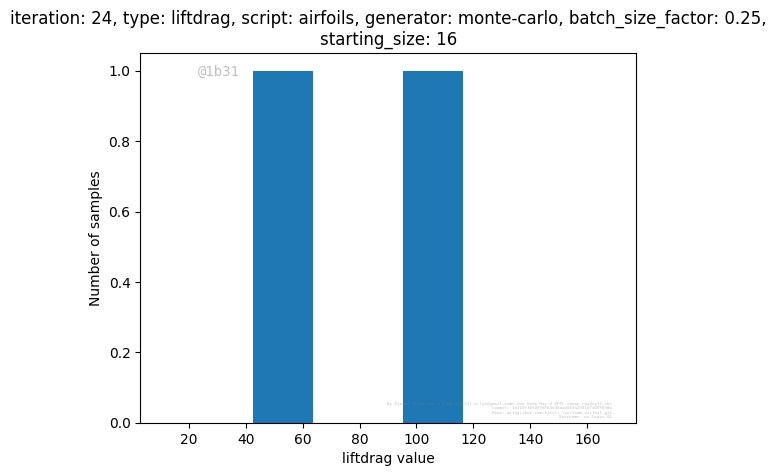 iteration: 24, type: liftdrag, script: airfoils, generator: monte-carlo, batch_size_factor: 0.25,
starting_size: 16
@1b31
1.0
0.8
0.6
0.4
0.2
0.0
Number of samples
20 40 60 80 100 120 140 160
liftdrag value